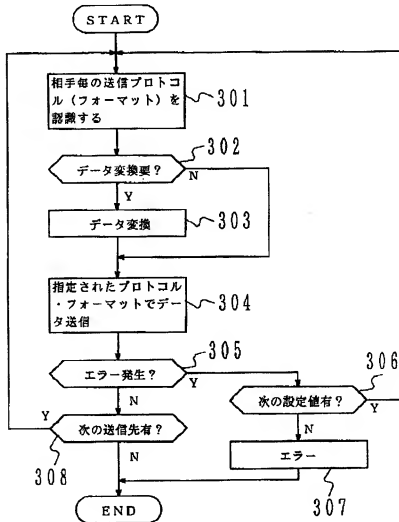 START
相手毎の送信プロトコ
ル(フォーマット)を
認識する
301
302
データ変換要?
N
Y
データ変換
303
指定されたプロトコル
・フォーマットでデー
タ送信
304
305
エラー発生?
Y
306
N
次の設定値有?
Y
Y
次の送信先有?
N
308
N
エラー
307
END